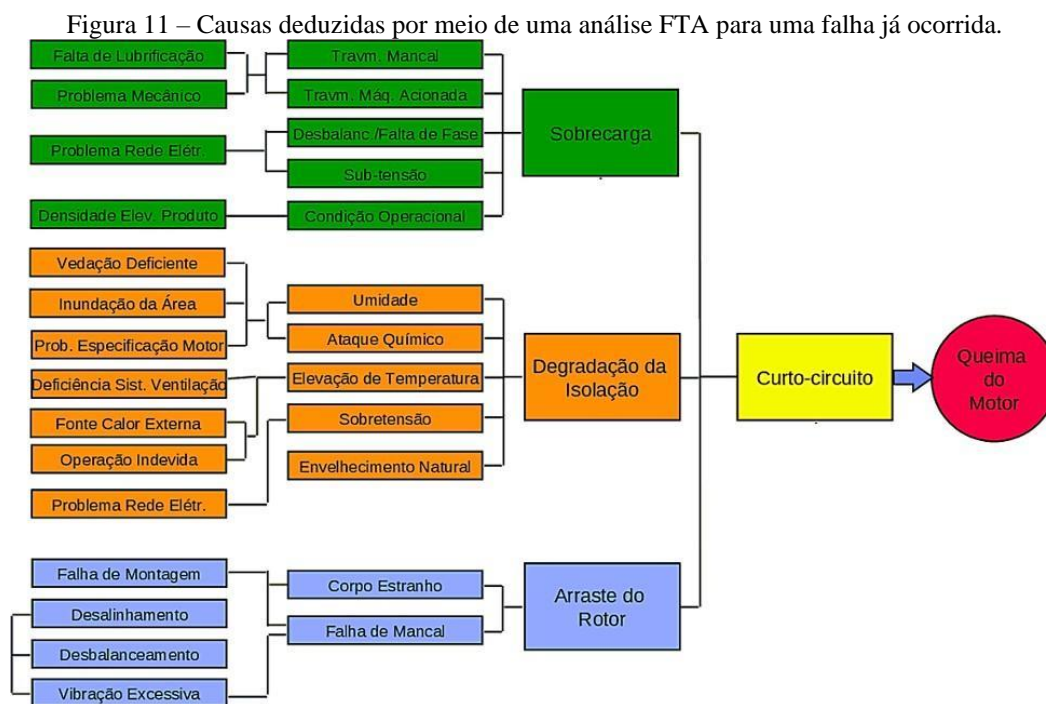 Figura 11 – Causas deduzidas por meio de uma análise FTA para uma falha já ocorrida.
Falta de Lubrificação
Problema Mecânico
Problema Rede Elétr.
Densidade Elev. Produto
Travm. Mancal
Travm. Máq. Acionada
Desbalanc./Falta de Fase
Sub-tensão
Condição Operacional
Sobrecarga
Vedação Deficiente
Inundação da Área
Prob. Especificação Motor
Deficiência Sist. Ventilação
Fonte Calor Externa
Operação Indevida
Problema Rede Elétr.
Umidade
Ataque Químico
Elevação de Temperatura
Sobretensão
Envelhecimento Natural
Degradação da
Isolação
Curto-circuito
Queima
do
Motor
Falha de Montagem
Desalinhamento
Desbalanceamento
Vibração Excessiva
Corpo Estranho
Falha de Mancal
Arraste do
Rotor